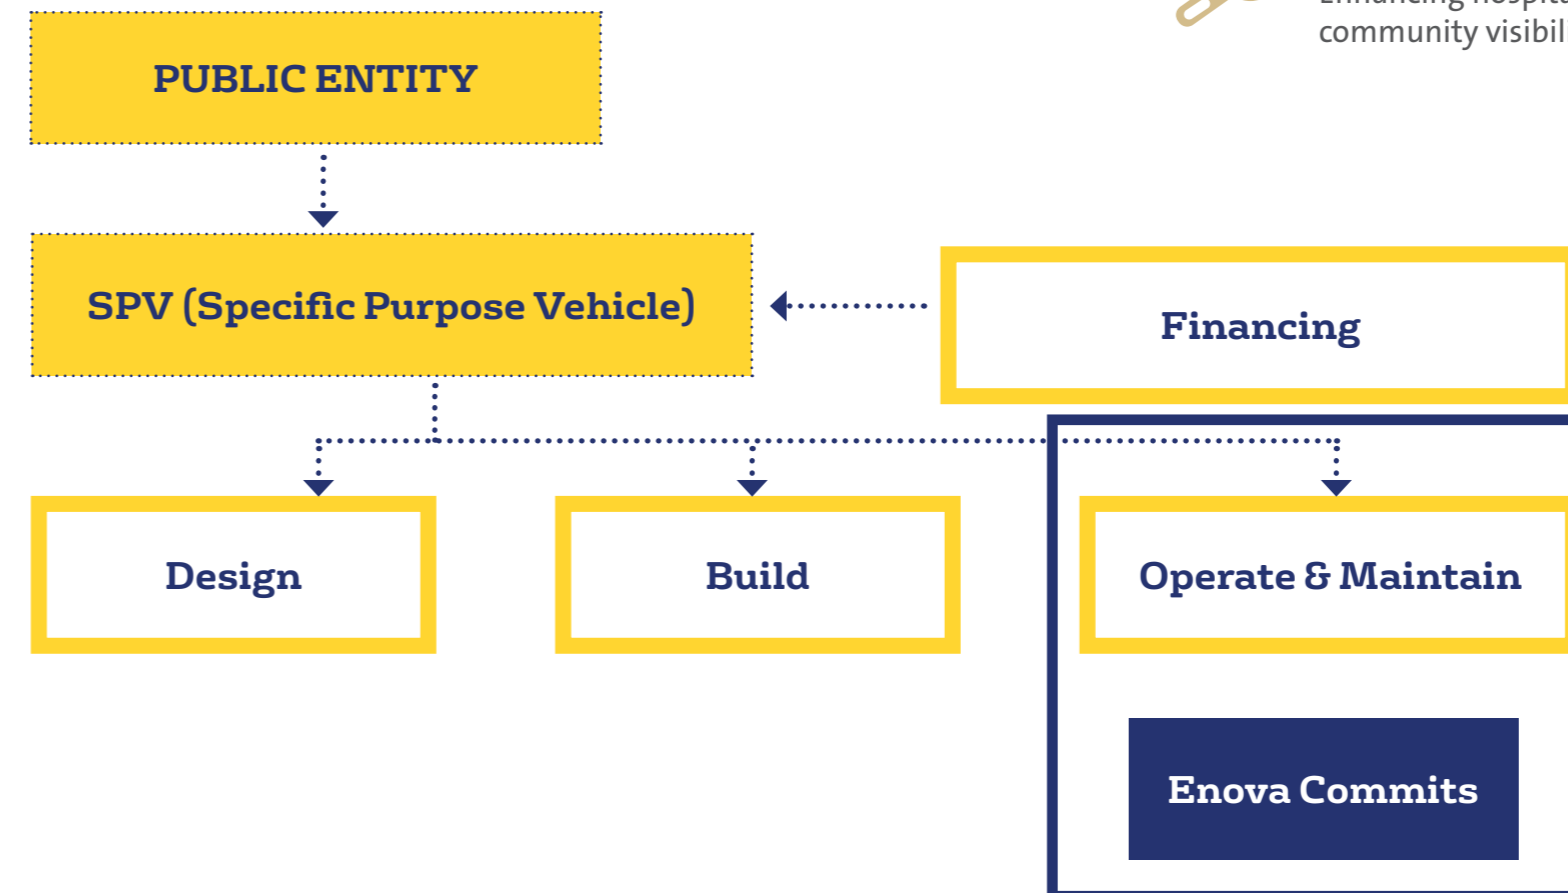 community visibil
PUBLIC ENTITY
SPV (Specific Purpose Vehicle)
Financing
Design
Build
Operate & Maintain
Enova Commits